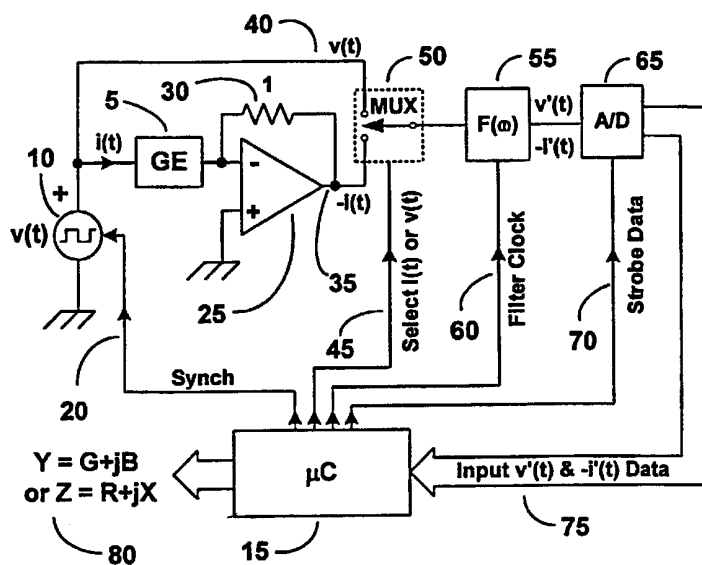 40
v(t)
50
55
65
30
1
5
MUX
v'(t)
10
i(t)
GE
F(ω)
A/D
-i'(t)
+
-
v(t)
+
-i(t)
25
35
45
Select i(t) or v(t)
60
Filter Clock
70
Strobe Data
20
Synch
Y = G+jB
or Z = R+jX
μC
Input v'(t) & -i'(t) Data
80
15
75